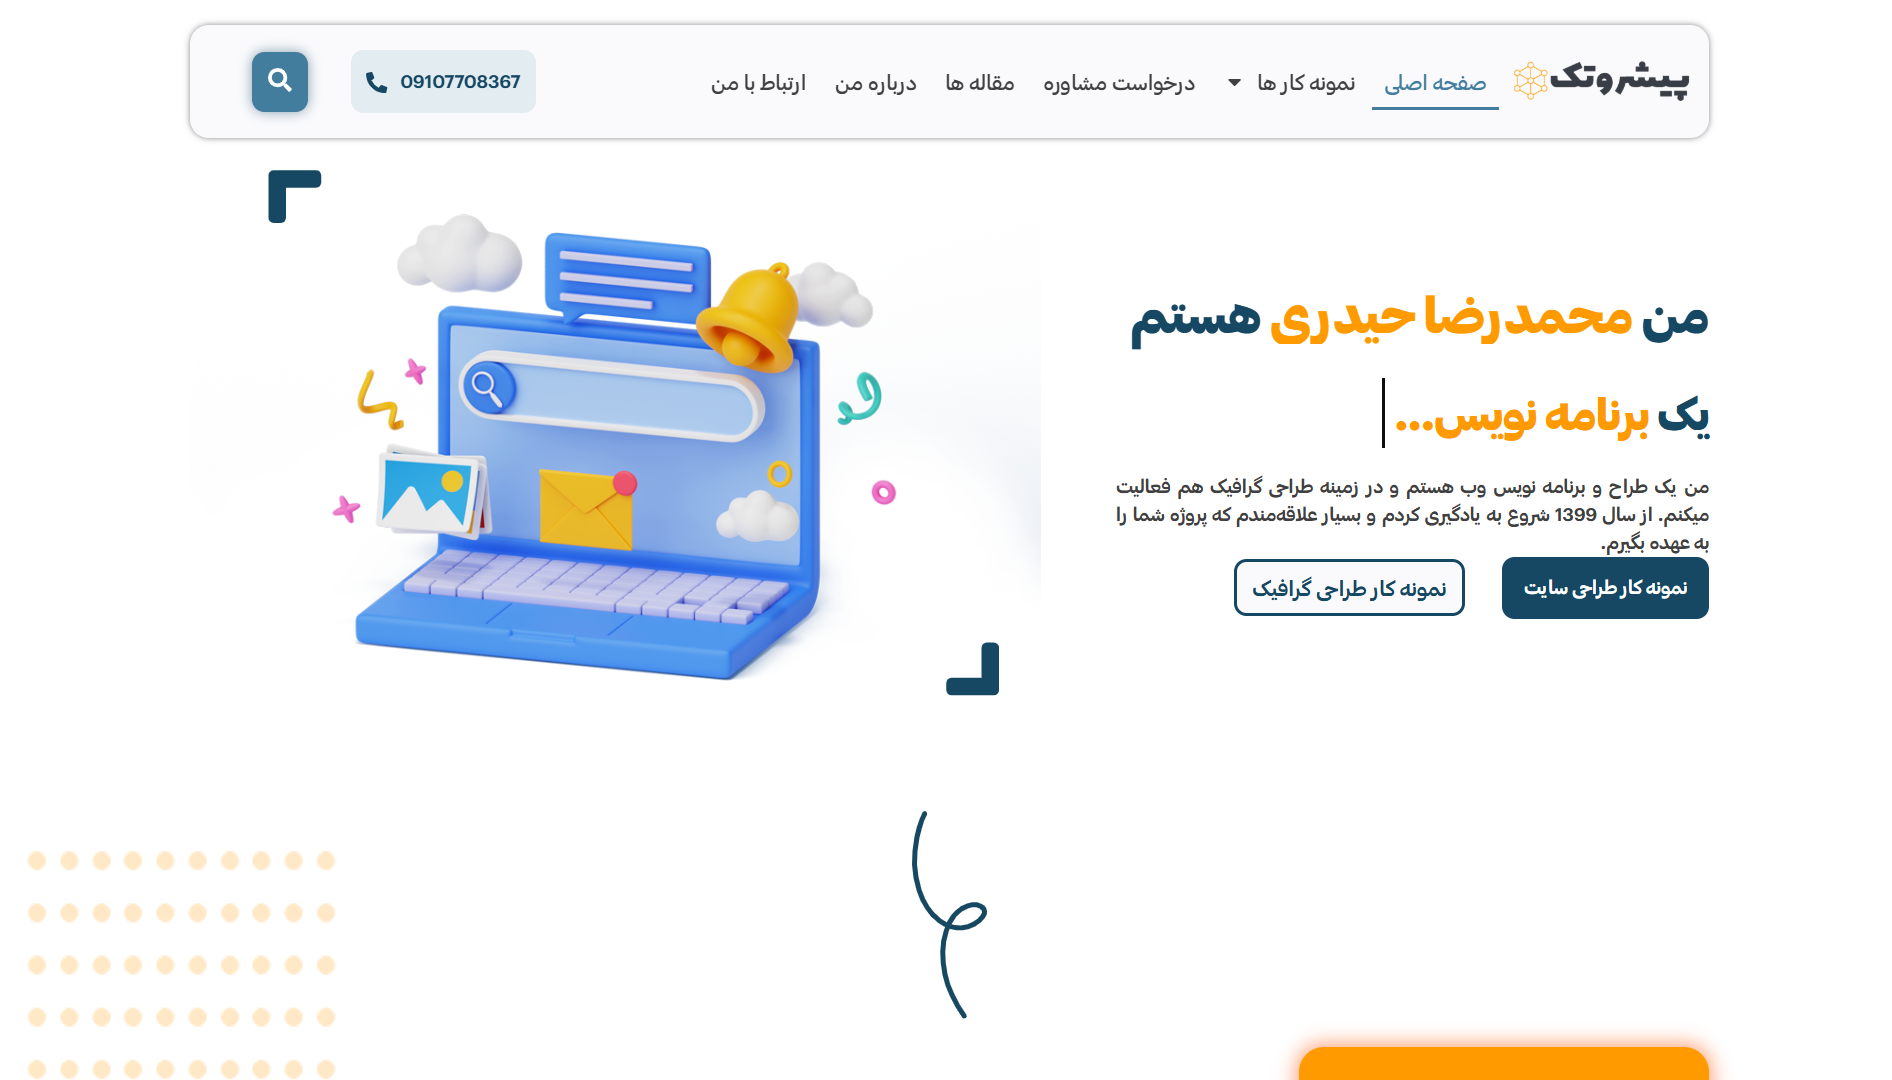 پیشروتک
صفحه اصلی
نمونه کار ها
درخواست مشاوره
مقاله ها
درباره من
ارتباط با من
09107708367
من محمدرضا حیدری هستم
یک برنامه نویس...
من یک طراح و برنامه نویس وب هستم و در زمینه طراحی گرافیک هم فعالیت
میکنم. از سال 1399 شروع به یادگیری کردم و بسیار علاقه‌مندم که پروژه شما را
به عهده بگیرم.
نمونه کار طراحی سایت
نمونه کار طراحی گرافیک